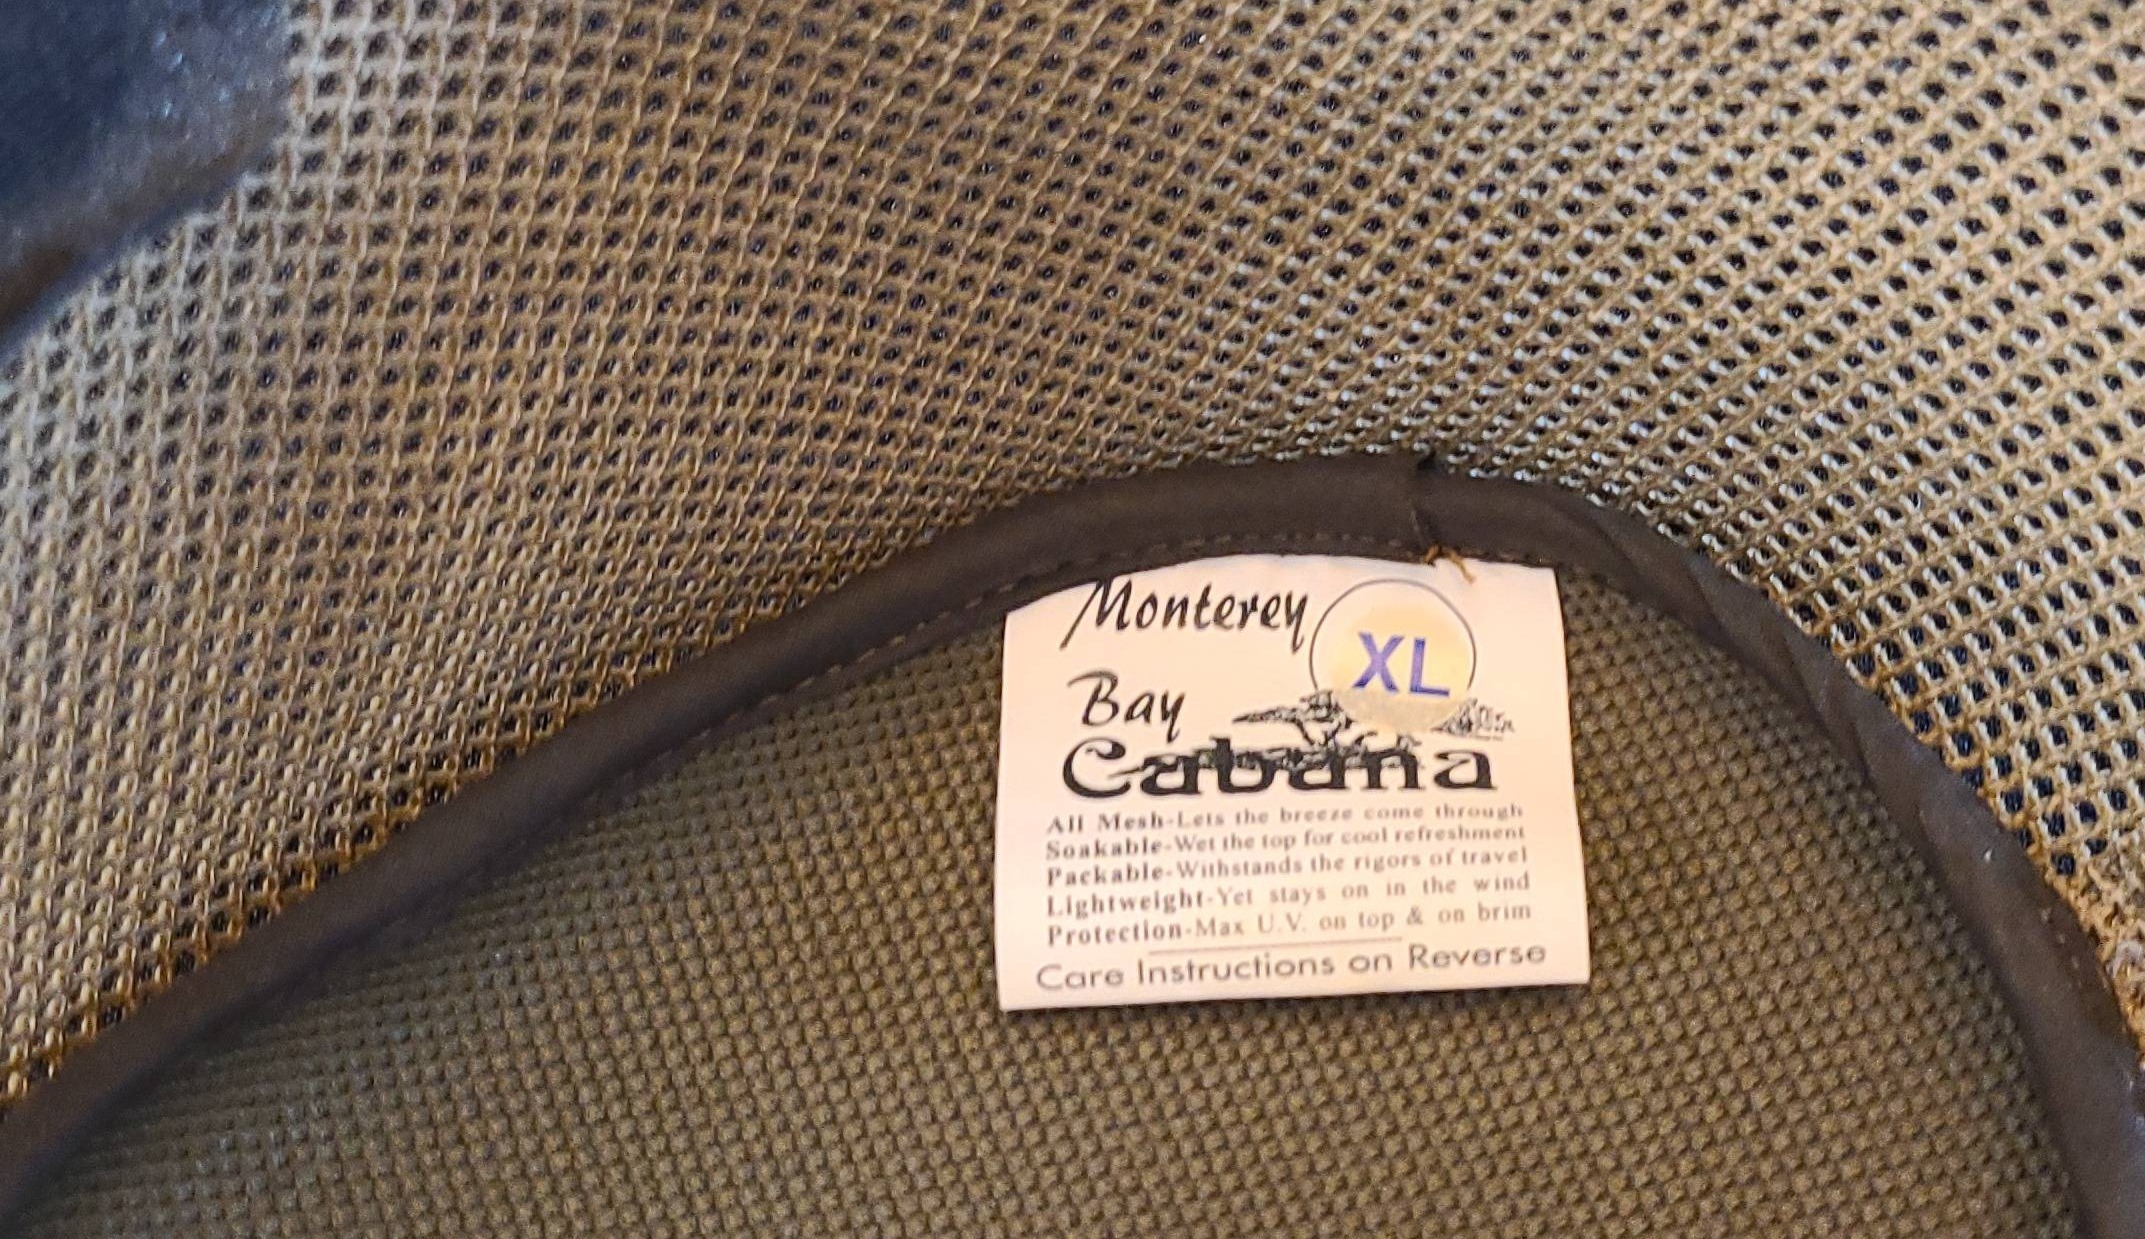 Monterey
XL
Bay
Cabana
All Mesh-Lets the breeze come through
Soakable-Wet the top for cool refreshment
Packable-Withstands the rigors of travel
Lightweight-Yet stays on in the wind
Protection-Max U.V. on top & on brim
Care Instructions on Reverse